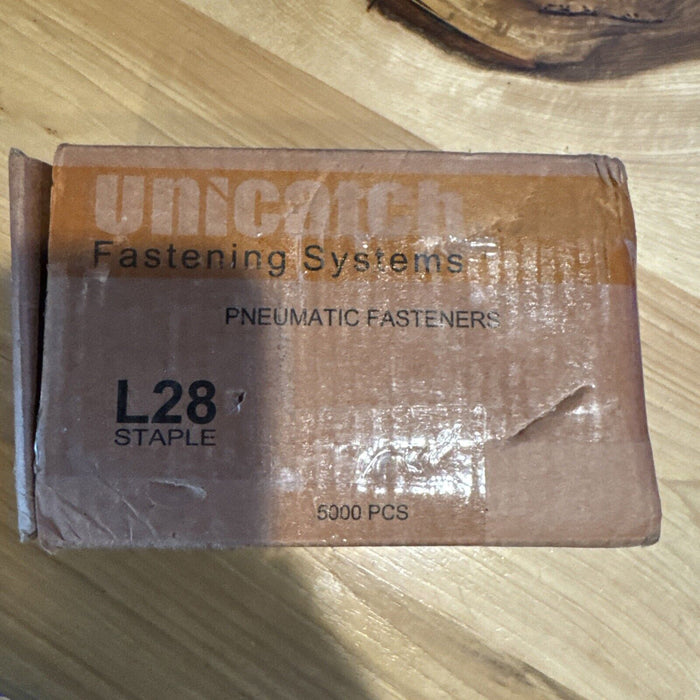 unicatch
Fastening Systems
PNEUMATIC FASTENERS
L28
STAPLE
5000 PCS